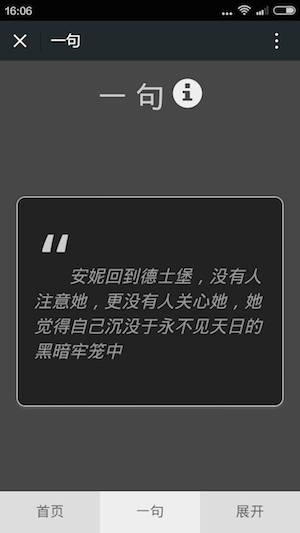 16:06
一句
一句
安妮回到德士堡，没有人
注意她，更没有人关心她，她
觉得自己沉没于永不见天日的
黑暗牢笼中
首页
一句
展开